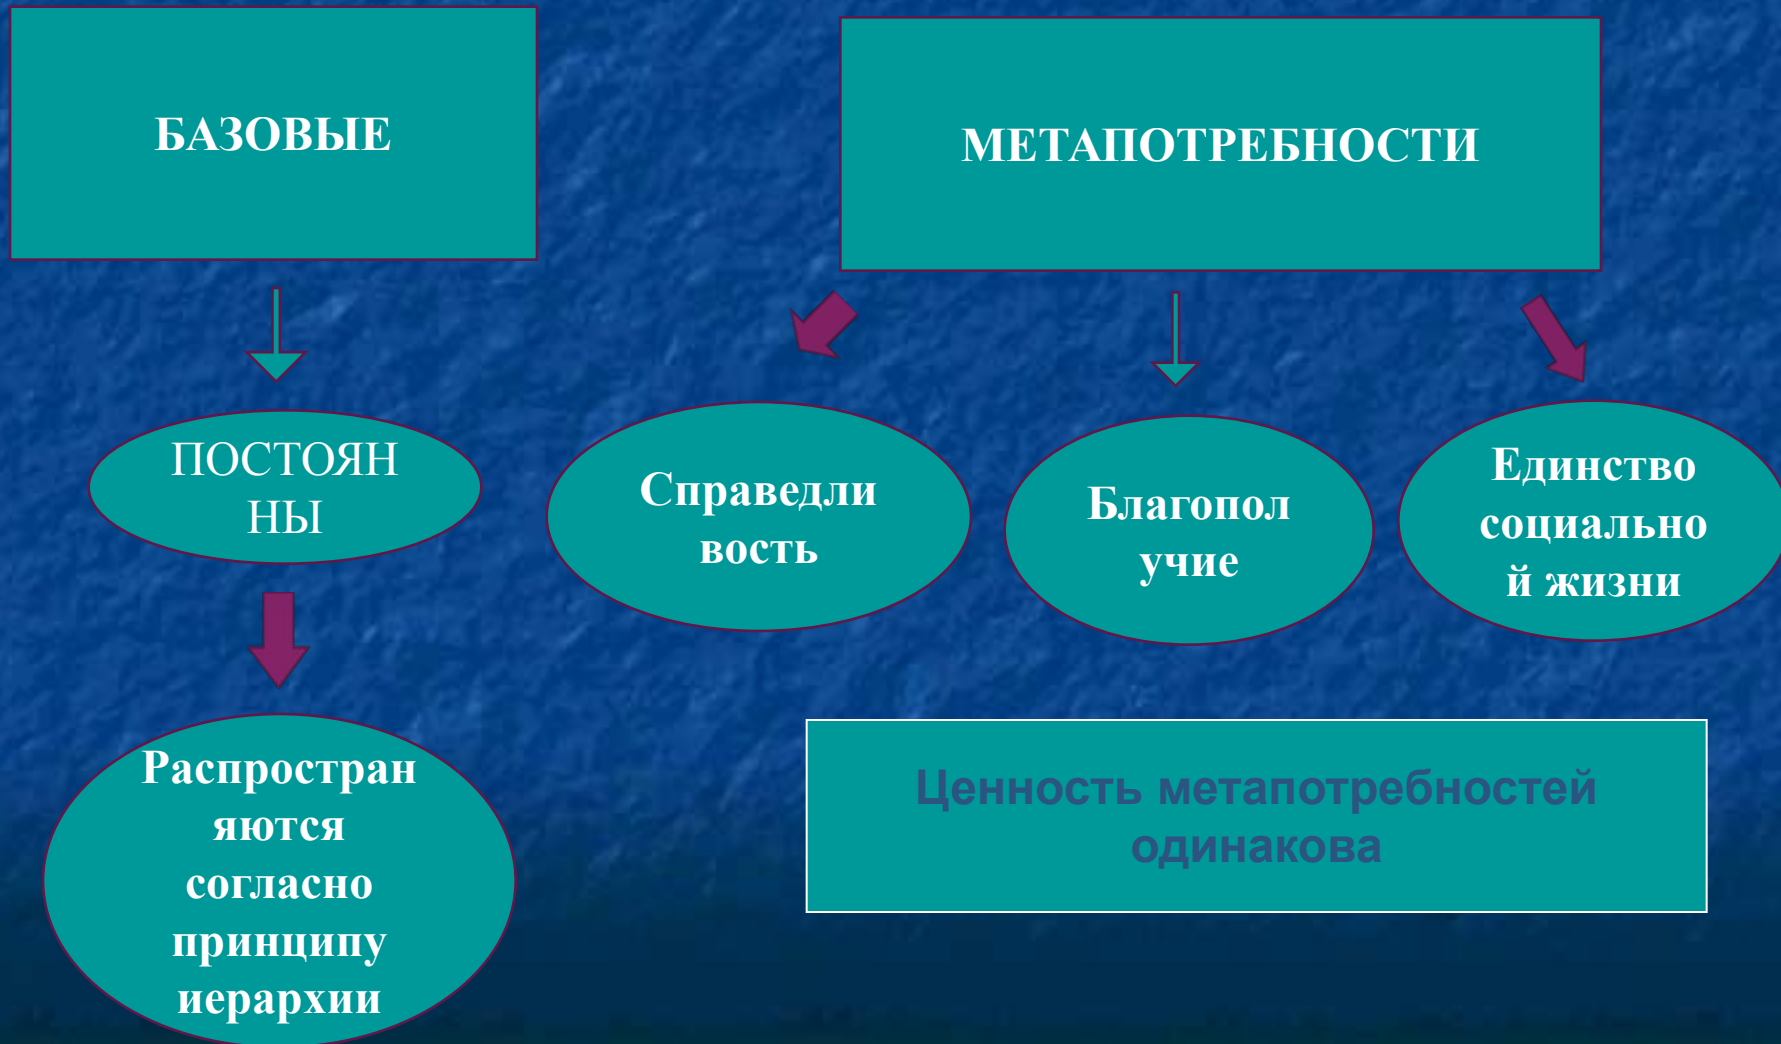 БАЗОВЫЕ
МЕТАПОТРЕБНОСТИ
ПОСТОЯН
НЫ
Справедли
вость
Благопол
учие
Единство
социально
й жизни
Распростран
яются
согласно
принципу
иерархии
Ценность метапотребностей
одинакова